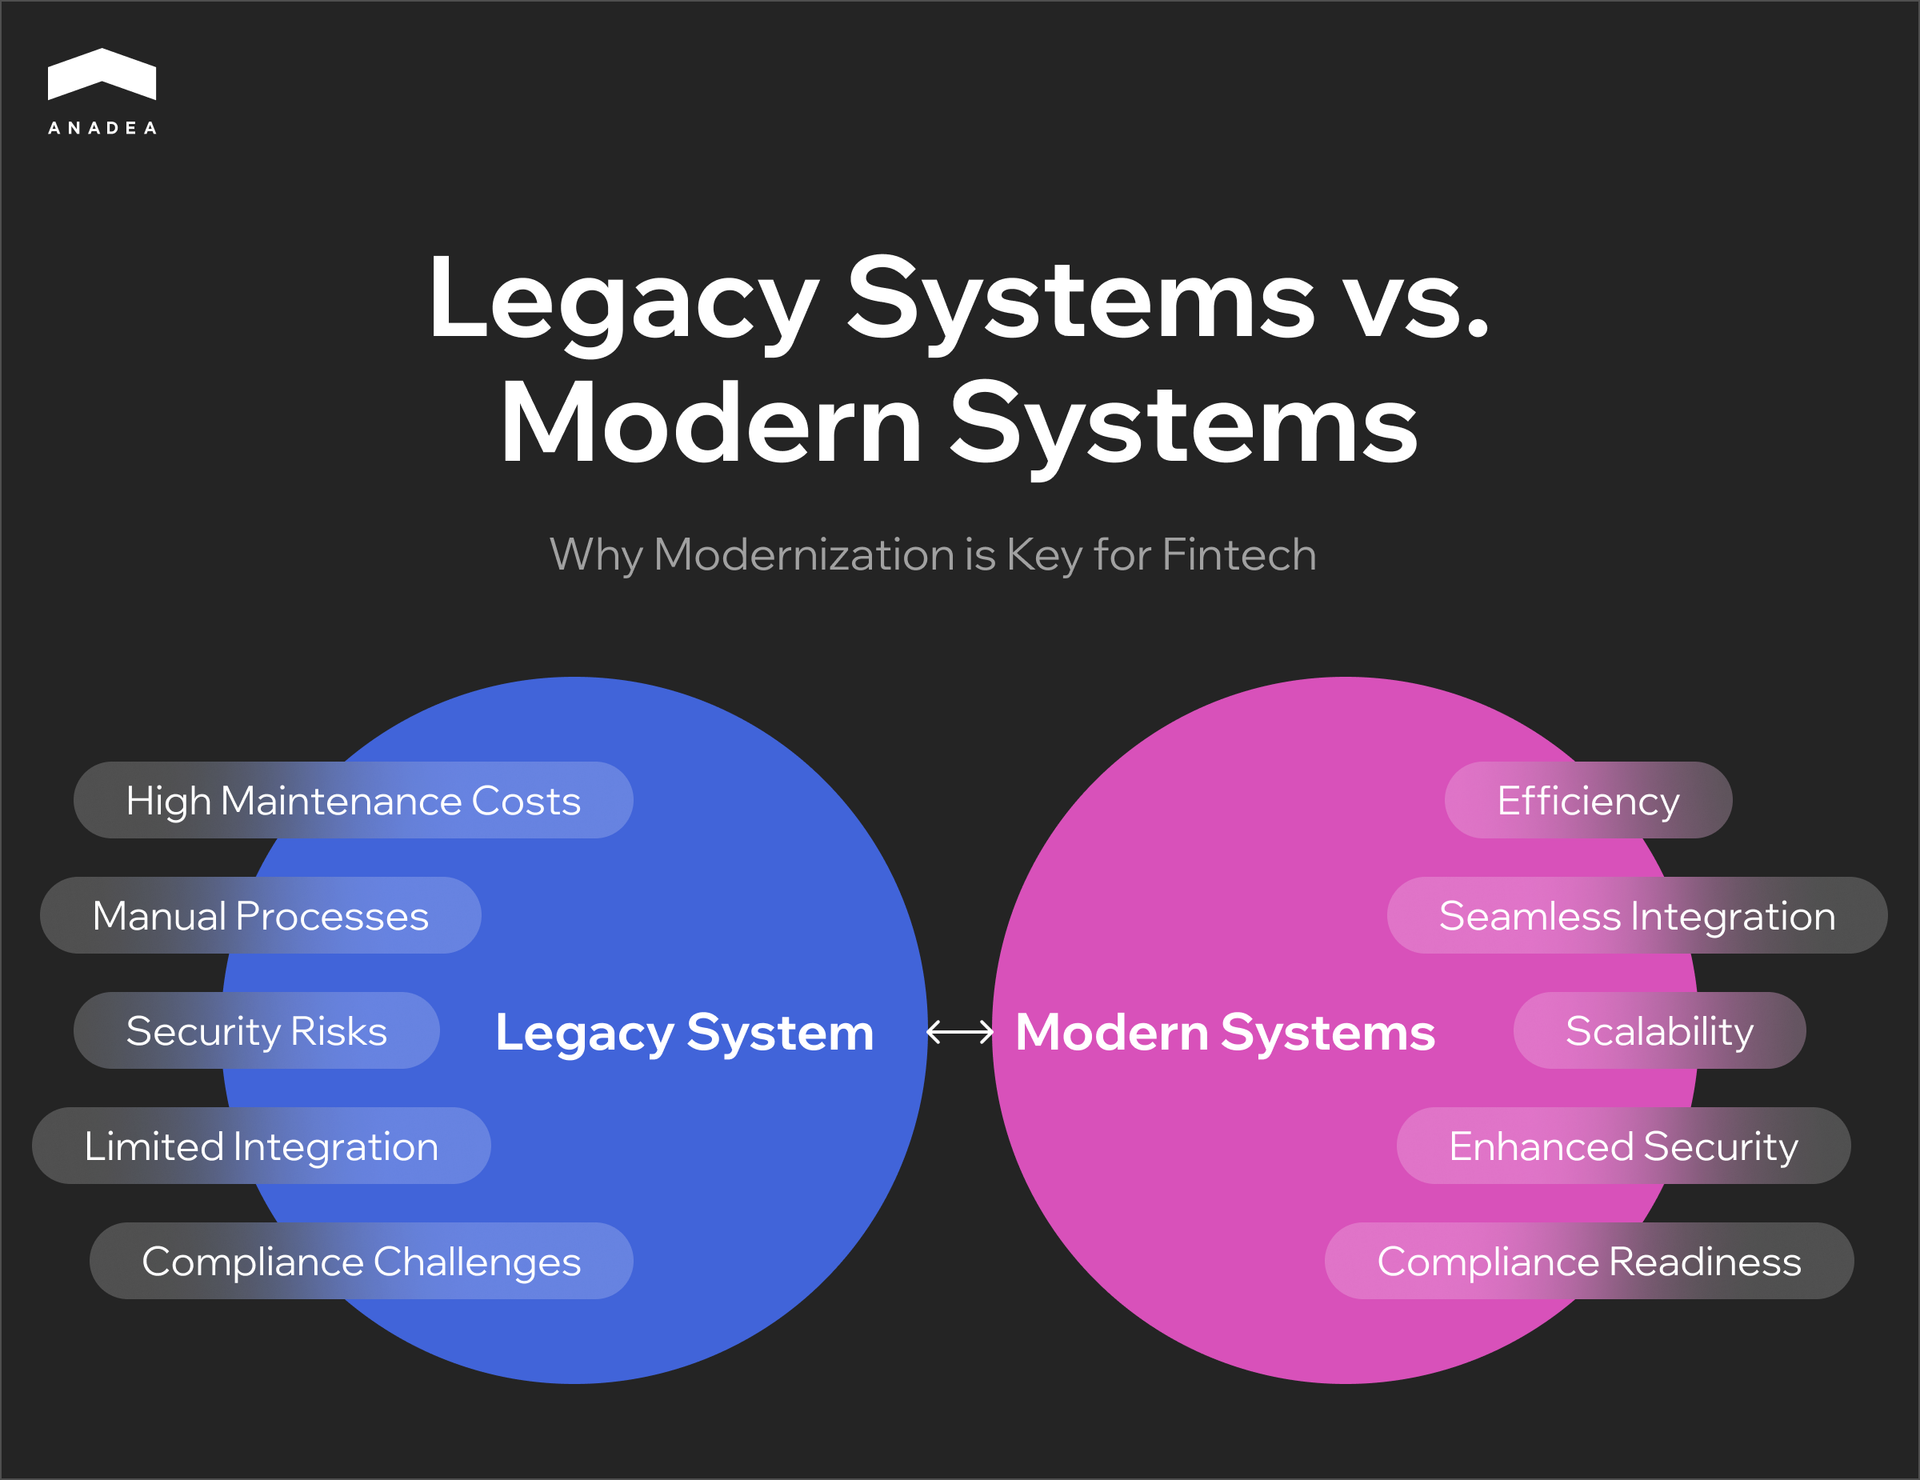 ANADEA
Legacy Systems vs.
Modern Systems
Why Modernization is Key for Fintech
High Maintenance Costs
Manual Processes
Security Risks
Limited Integration
Compliance Challenges
Legacy System
Modern Systems
Efficiency
Seamless Integration
Scalability
Enhanced Security
Compliance Readiness